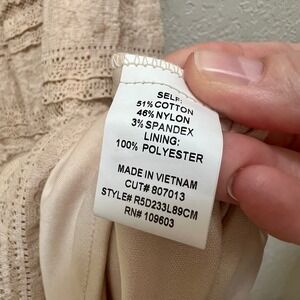 SELF:
51% COTTON
46% NYLON
3% SPANDEX
LINING:
100% POLYESTER
MADE IN VIETNAM
CUT# 807013
STYLE# R5D233L89CM
RN# 109603